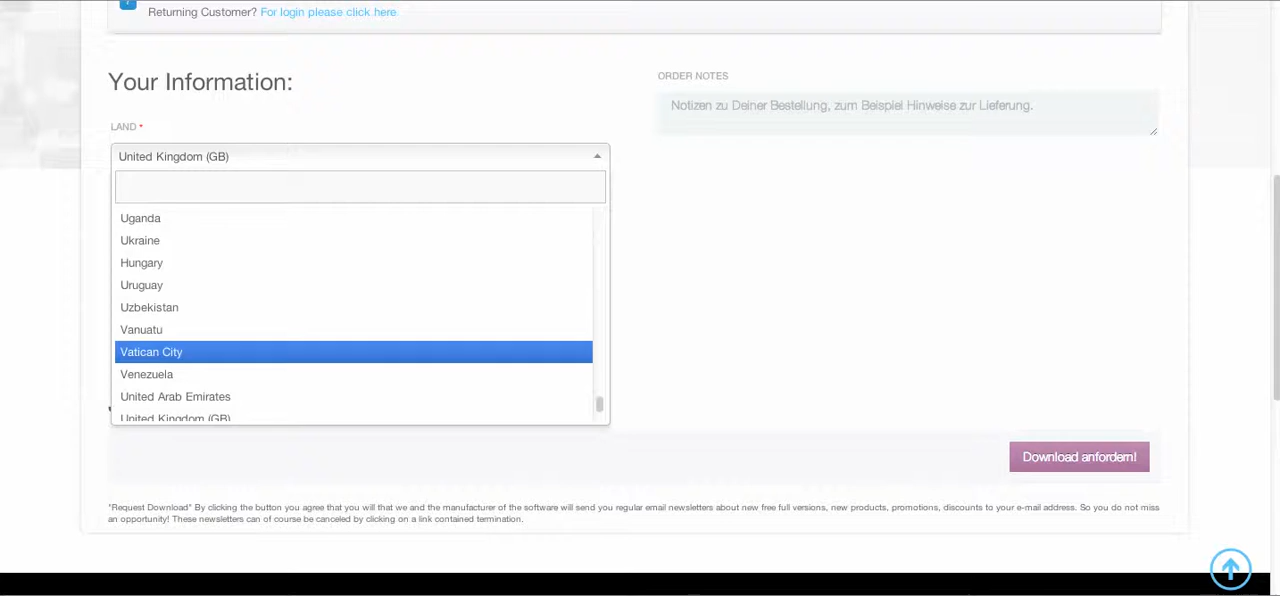 Returning Customer? For login please click here.
Your Information:
ORDER NOTES
Notizen zu Deiner Bestellung, zum Beispiel Hinweise zur Lieferung.
LAND *
United Kingdom (GB)
Uganda
Ukraine
Hungary
Uruguay
Uzbekistan
Vanuatu
Vatican City
Venezuela
United Arab Emirates
United Kingdom (GB)
Download anfordern!
"Request Download" By clicking the button you agree that you will that we and the manufacturer of the software will send you regular email newsletters about new free full versions, new products, promotions, discounts to your e-mail address. So you do not miss
an opportunity! These newsletters can of course be canceled by clicking on a link contained termination.